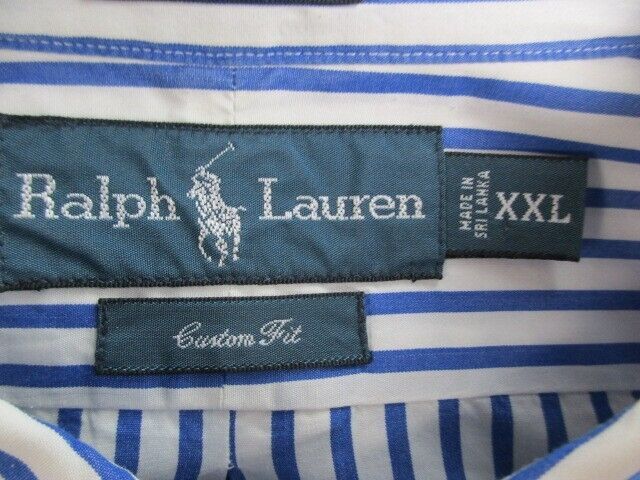 Ralph Lauren
MADE IN
SRI LANKA
XXL
Custom Fit